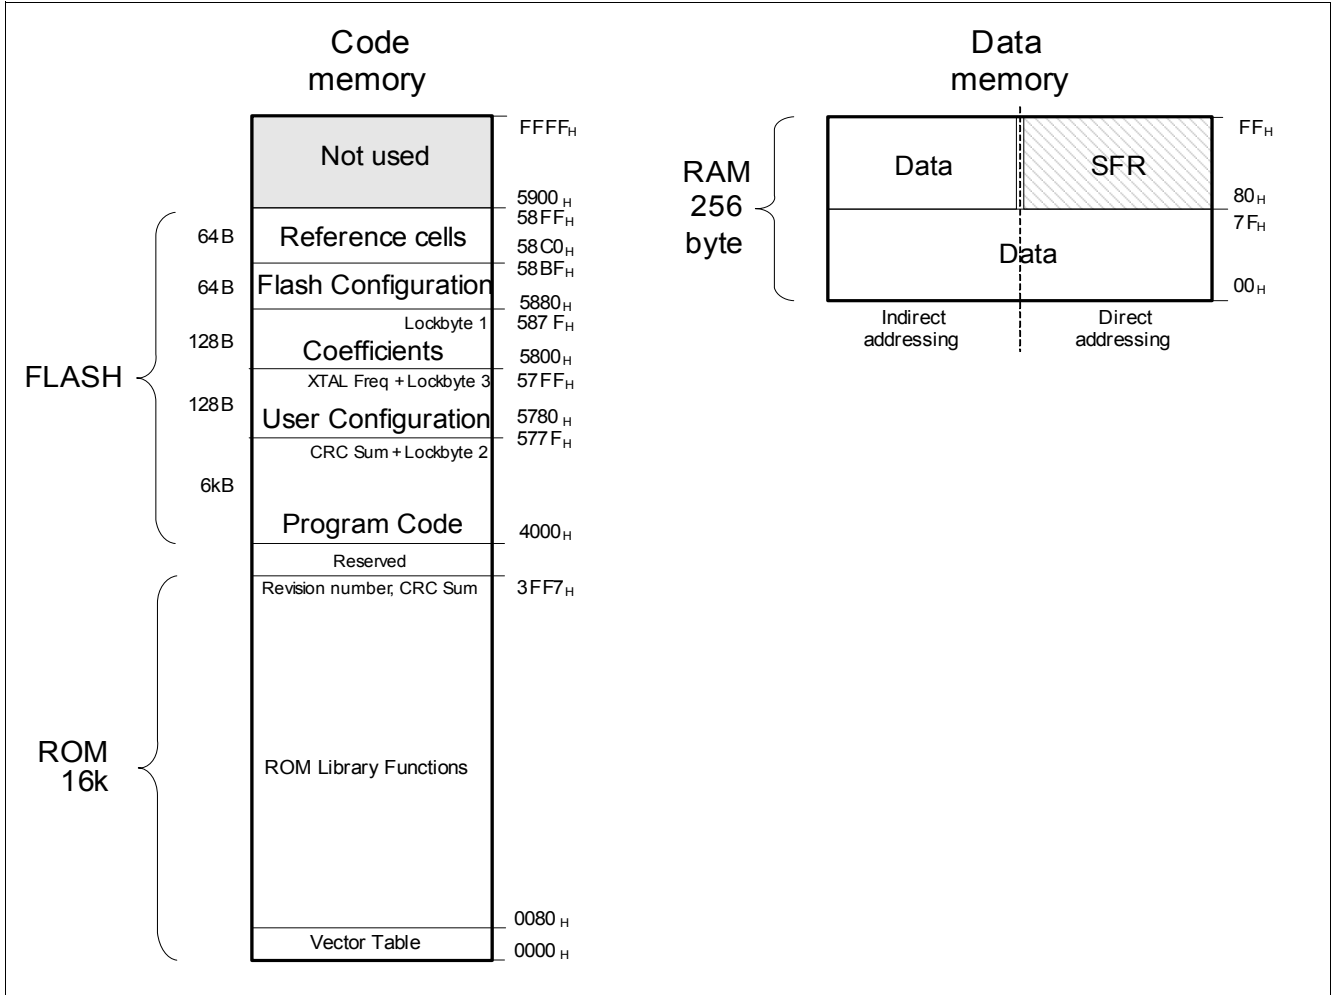 Code
memory
FFFFH
Not used
5900 H
58FFH
64B
Reference cells
58C0H
58BFH
64B
Flash Configuration
5880H
Lockbyte 1
587 FH
128B
Coefficients
5800H
XTAL Freq + Lockbyte 3
57FFH
FLASH
128B
User Configuration
5780 H
577FH
CRC Sum + Lockbyte 2
6kB
Program Code
4000H
Reserved
Revision number, CRC Sum
3FF7H
ROM
16k
ROM Library Functions
0080 H
Vector Table
0000 H
Data
memory
FFH
RAM
256
byte
Data
SFR
80H
7FH
Data
00H
Indirect
addressing
Direct
addressing